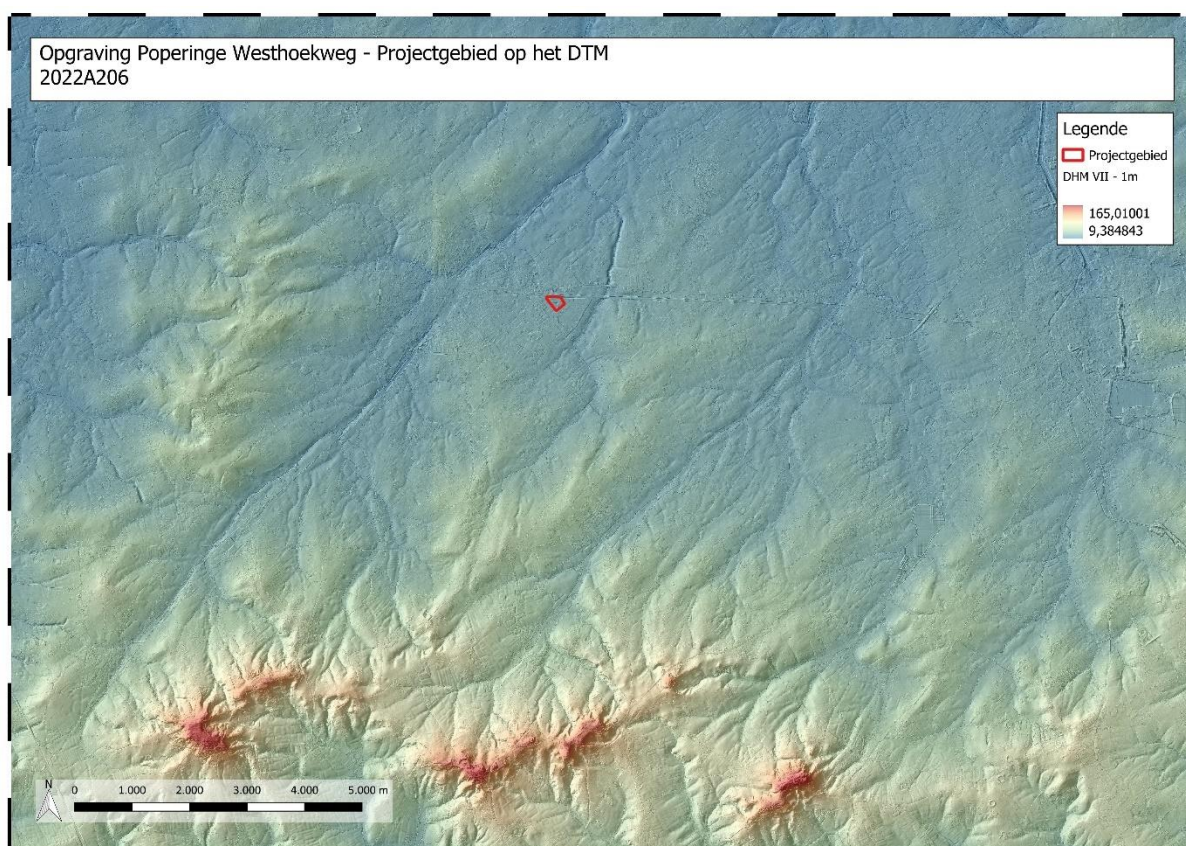 Opgraving Poperinge Westhoekweg - Projectgebied op het DTM
2022A206
Legende
Projectgebied
DHM VII - 1m
165,01001
9,384843
N
0 1.000 2.000 3.000 4.000 5.000 m